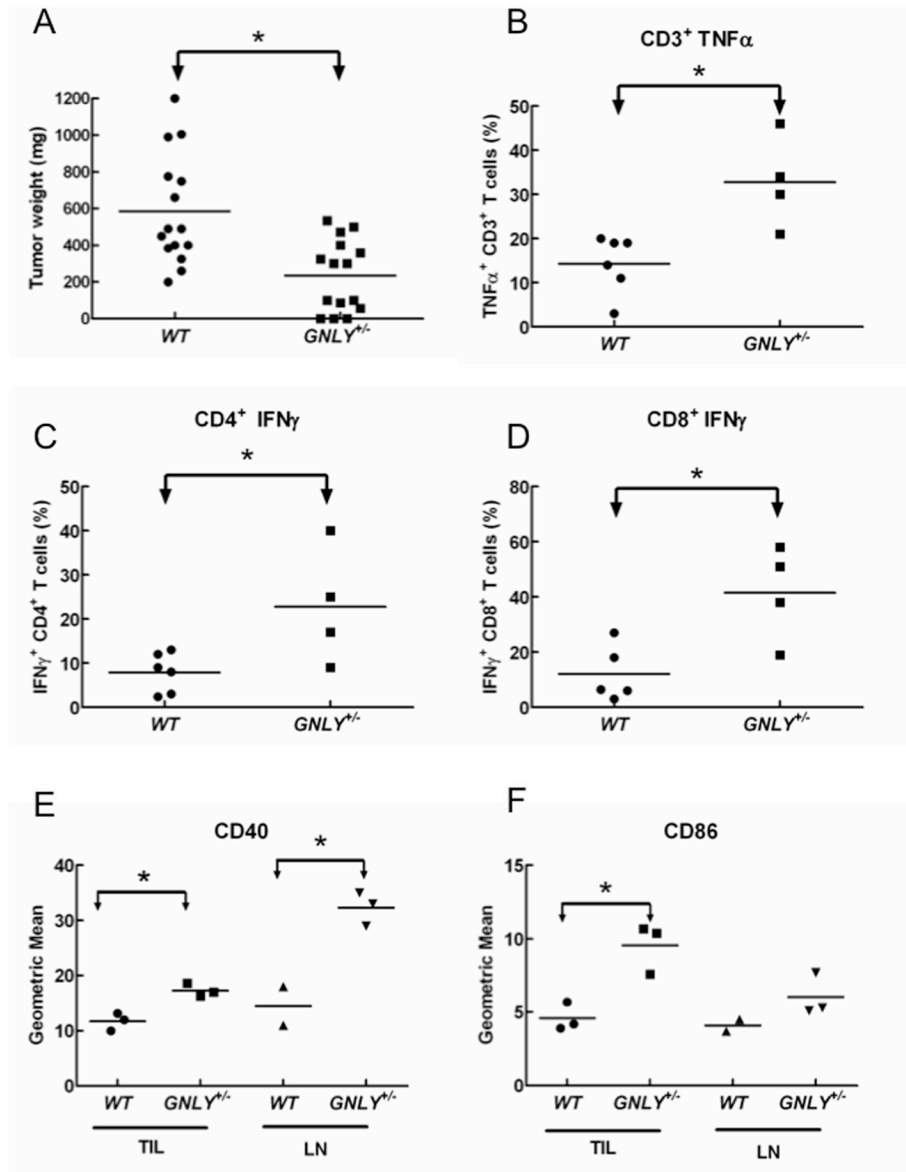 A
*
Tumor weight (mg)
1200
1000
800
600
400
200
0
WT
GNLY+/-
B
CD3+ TNFα
*
TNFα+ CD3+ T cells (%)
50
40
30
20
10
0
WT
GNLY+/-
C
CD4+ IFNγ
*
IFNγ+ CD4+ T cells (%)
50
40
30
20
10
0
WT
GNLY+/-
D
CD8+ IFNγ
*
IFNγ+ CD8+ T cells (%)
80
60
40
20
0
WT
GNLY+/-
E
CD40
*
*
Geometric Mean
40
30
20
10
0
WT GNLY+/- WT GNLY+/-
TIL LN
F
CD86
*
Geometric Mean
15
10
5
0
WT GNLY+/- WT GNLY+/-
TIL LN